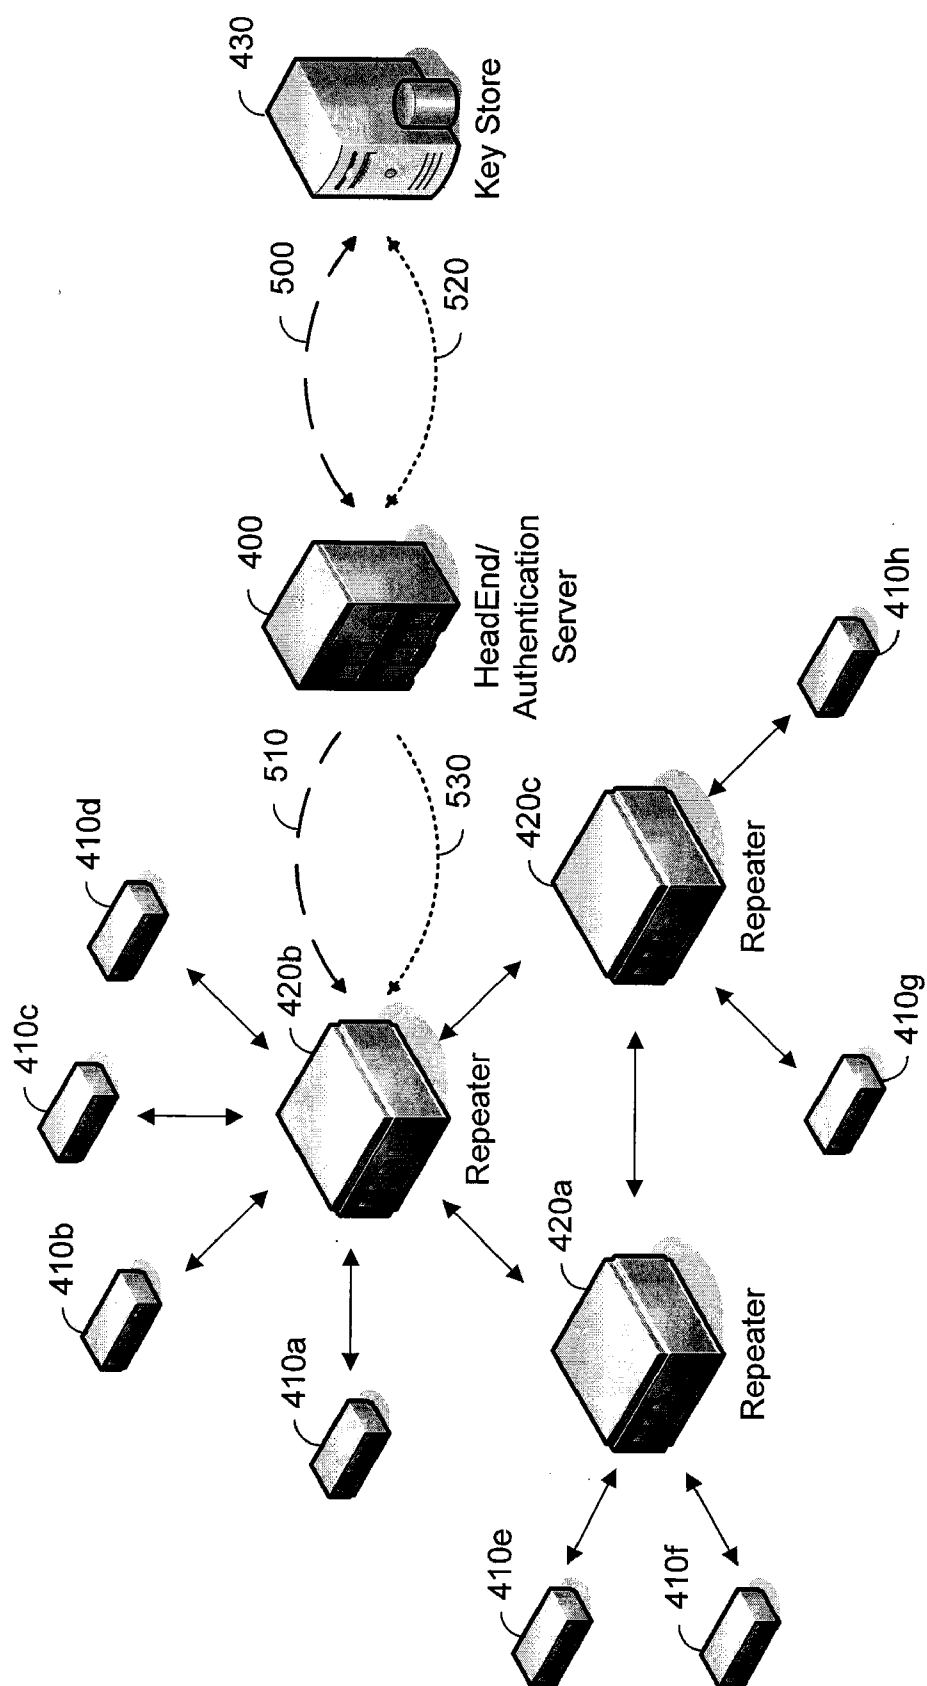 410e
410f
410a
410b
410c
410d
420a
Repeater
420b
Repeater
420c
Repeater
410g
410h
510
530
400
HeadEnd/
Authentication
Server
500
520
430
Key Store